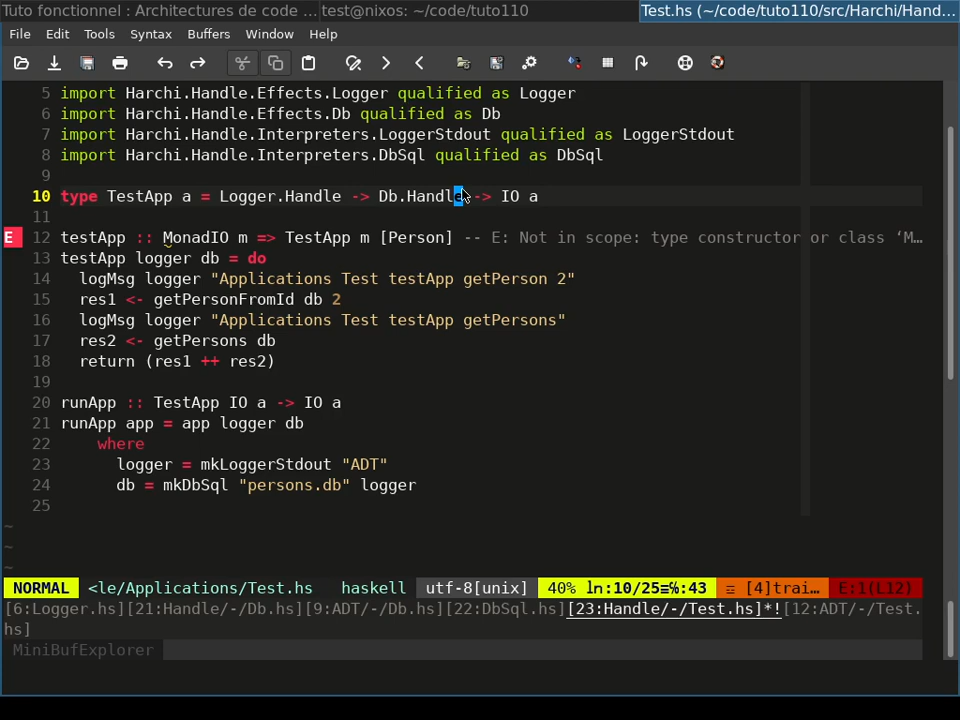 Tuto fonctionnel : Architectures de code ...
test@nixos: ~/code/tuto110
Test.hs (~/code/tuto110/src/Harchi/Hand...
File Edit Tools Syntax Buffers Window Help
5 import Harchi.Handle.Effects.Logger qualified as Logger
6 import Harchi.Handle.Effects.Db qualified as Db
7 import Harchi.Handle.Interpreters.LoggerStdout qualified as LoggerStdout
8 import Harchi.Handle.Interpreters.DbSql qualified as DbSql
9
10 type TestApp a = Logger.Handle -> Db.Handle -> IO a
11
E 12 testApp :: MonadIO m => TestApp m [Person] -- E: Not in scope: type constructor or class ‘M…
13 testApp logger db = do
14 logMsg logger "Applications Test testApp getPerson 2"
15 res1 <- getPersonFromId db 2
16 logMsg logger "Applications Test testApp getPersons"
17 res2 <- getPersons db
18 return (res1 ++ res2)
19
20 runApp :: TestApp IO a -> IO a
21 runApp app = app logger db
22 where
23 logger = mkLoggerStdout "ADT"
24 db = mkDbSql "persons.db" logger
25
~
~
~
NORMAL <le/Applications/Test.hs haskell utf-8[unix] 40% ln:10/25≡%:43 ☲ [4]trai… E:1(L12)
[6:Logger.hs][21:Handle/-/Db.hs][9:ADT/-/Db.hs][22:DbSql.hs][23:Handle/-/Test.hs]*![12:ADT/-/Test.
hs]
MiniBufExplorer